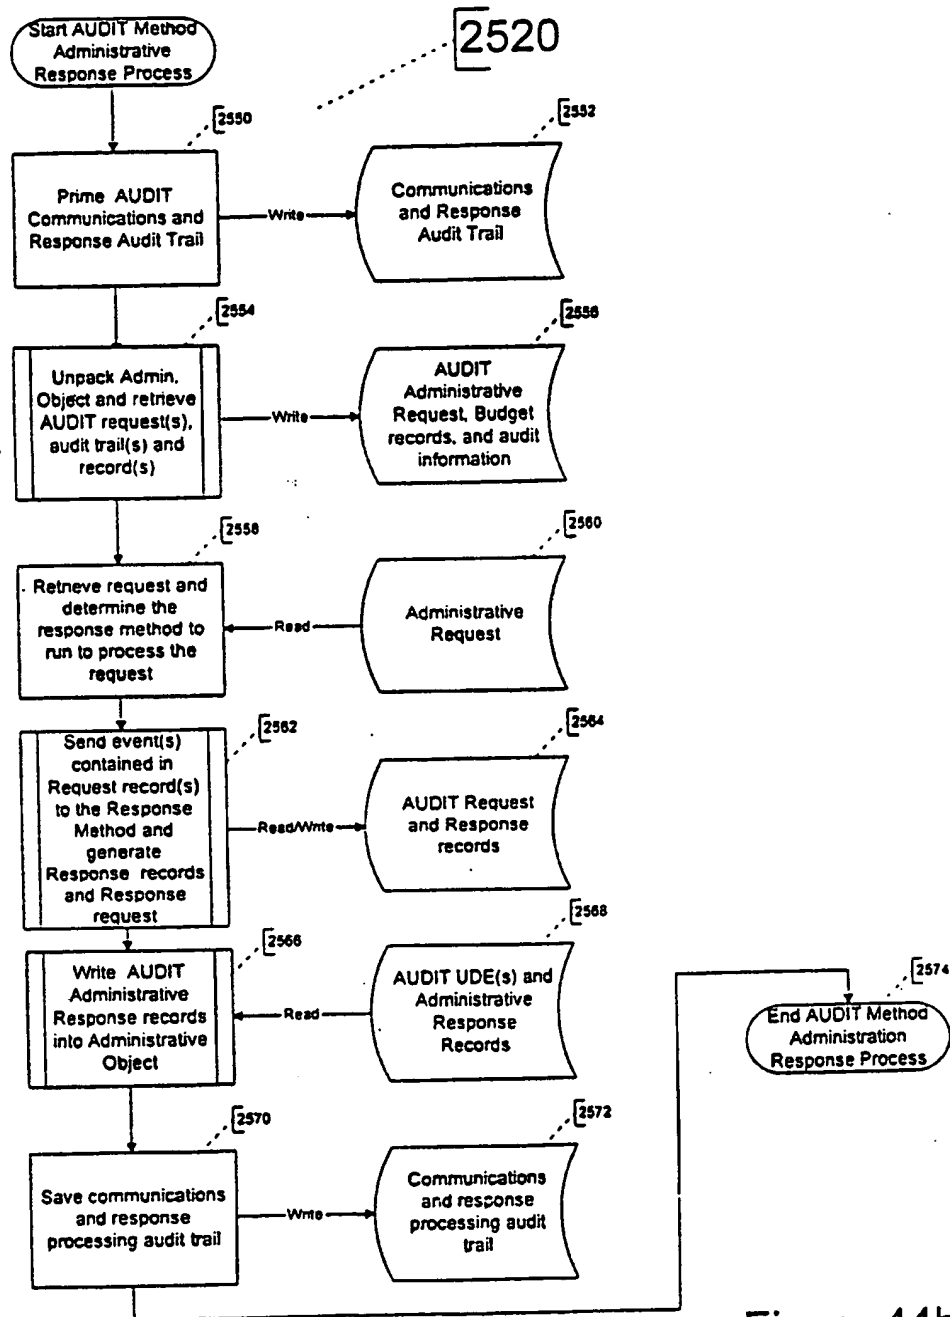 Start AUDIT Method
Administrative
Response Process
2520
2550
Prime AUDIT
Communications and
Response Audit Trail
Write
2552
Communications
and Response
Audit Trail
2554
Unpack Admin.
Object and retrieve
AUDIT request(s),
audit trail(s) and
record(s)
Write
2556
AUDIT
Administrative
Request, Budget
records, and audit
information
2558
Retrieve request and
determine the
response method to
run to process the
request
Read
2560
Administrative
Request
2562
Send event(s)
contained in
Request record(s)
to the Response
Method and
generate
Response records
and Response
request
Read/Write
2564
AUDIT Request
and Response
records
2566
Write AUDIT
Administrative
Response records
into Administrative
Object
Read
2568
AUDIT UDE(s) and
Administrative
Response
Records
2570
Save communications
and response
processing audit trail
Write
2572
Communications
and response
processing audit
trail
2574
End AUDIT Method
Administration
Response Process
Figure 44b